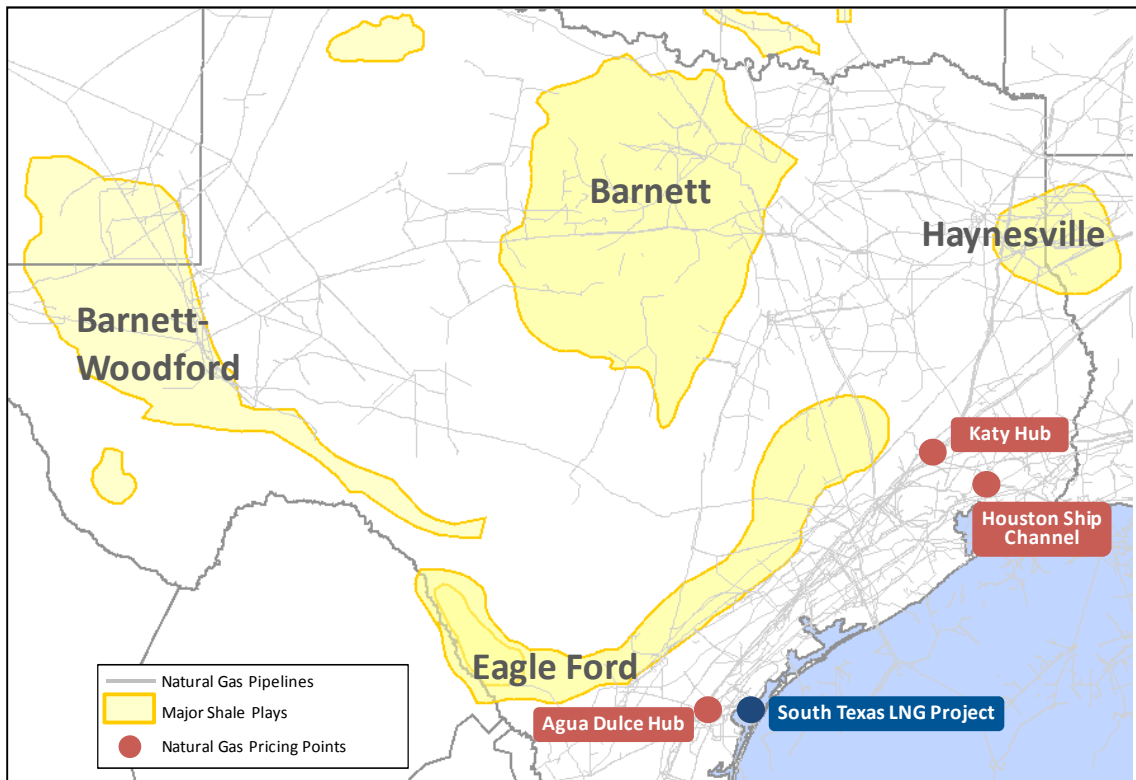 Barnett
Haynesville
Barnett-
Woodford
Katy Hub
Houston Ship
Channel
Eagle Ford
Agua Dulce Hub
South Texas LNG Project
Natural Gas Pipelines
Major Shale Plays
Natural Gas Pricing Points